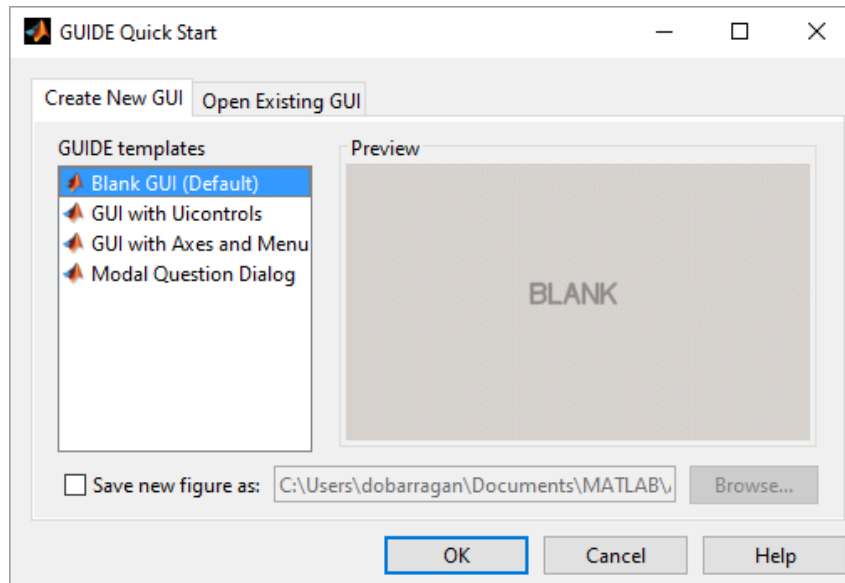 GUIDE Quick Start
Create New GUI
Open Existing GUI
GUIDE templates
Preview
Blank GUI (Default)
GUI with Uicontrols
GUI with Axes and Menu
Modal Question Dialog
BLANK
Save new figure as:
C:\Users\dobarragan\Documents\MATLAB\
Browse...
OK
Cancel
Help